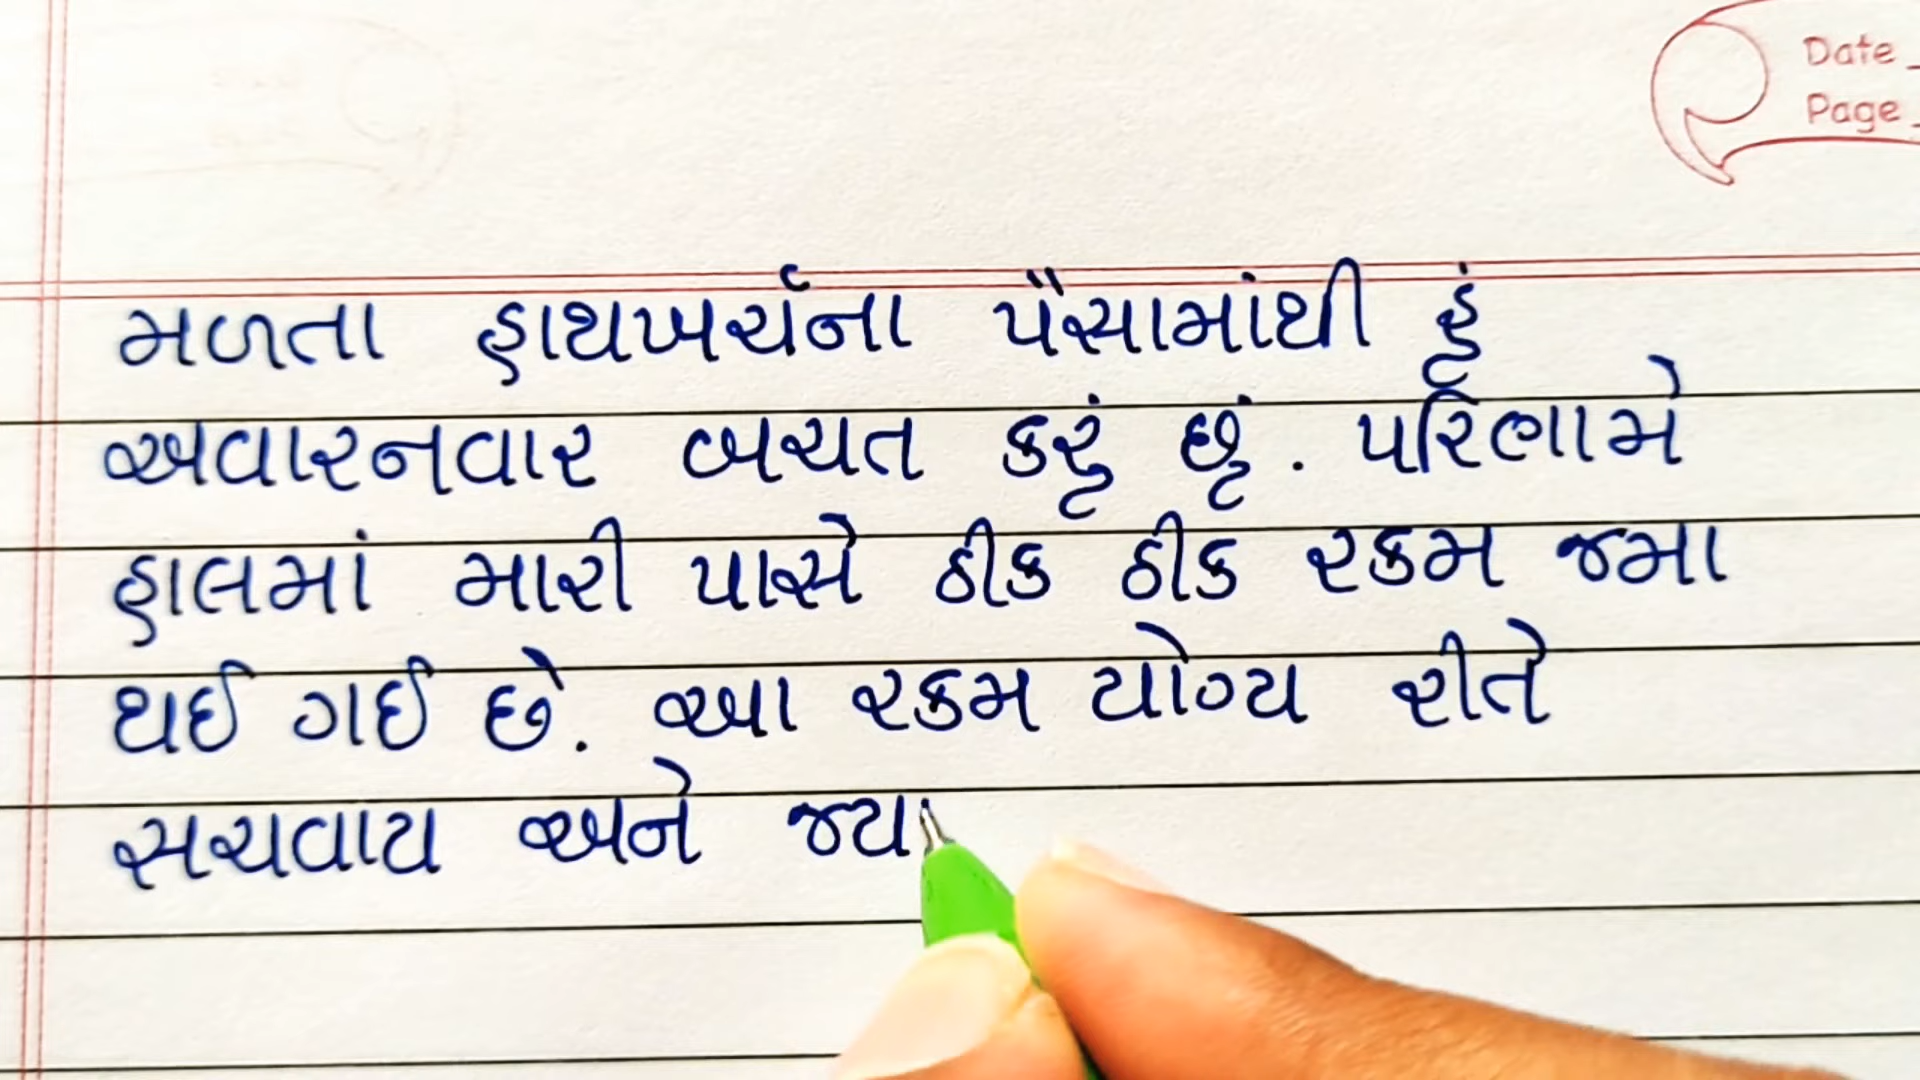 Date
Page
મળતા હાથખર્ચના પૈસામાંથી હું
અવારનવાર બચત કરું છું. પરિણામે
હાલમાં મારી પાસે ઠીક ઠીક રકમ જમા
થઈ ગઈ છે. આ રકમ યોગ્ય રીતે
સચવાય અને જ્ય